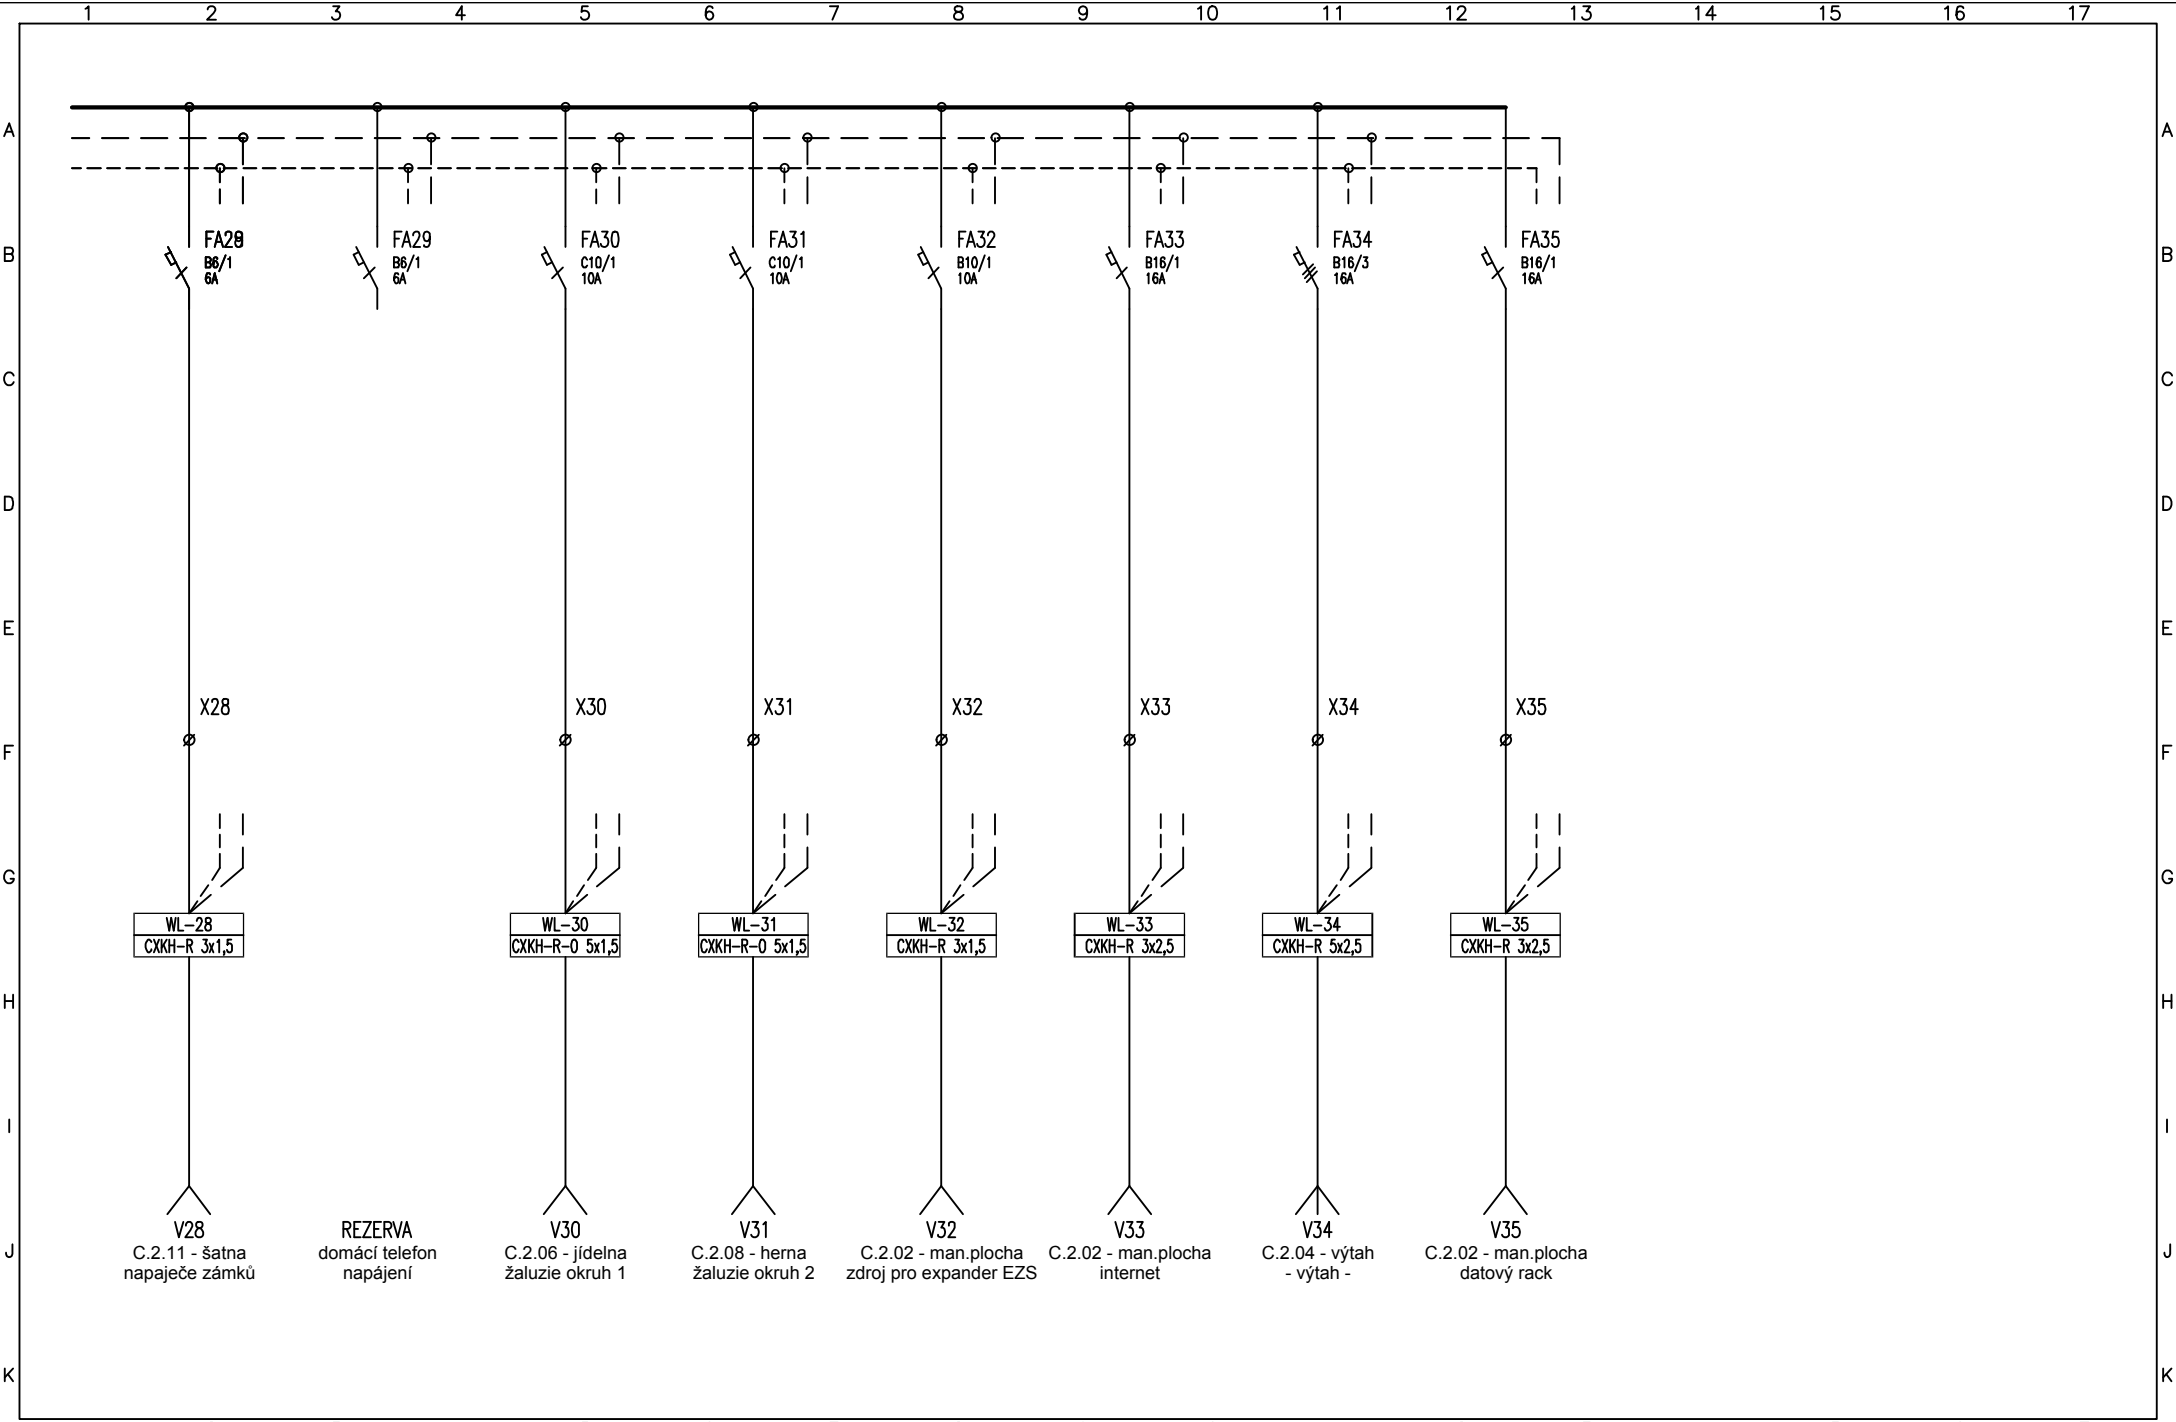 1 2 3 4 5 6 7 8 9 10 11 12 13 14 15 16 17
A A
B B
FA28 FA29 FA30 FA31 FA32 FA33 FA34 FA35
B6/1 B6/1 C10/1 C10/1 B10/1 B16/1 B16/3 B16/1
6A 6A 10A 10A 10A 16A 16A 16A
C C
D D
E E
X28 X30 X31 X32 X33 X34 X35
F F
G G
WL-28 WL-30 WL-31 WL-32 WL-33 WL-34 WL-35
CXKH-R 3x1,5 CXKH-R-O 5x1,5 CXKH-R-O 5x1,5 CXKH-R 3x1,5 CXKH-R 3x2,5 CXKH-R 5x2,5 CXKH-R 3x2,5
H H
I I
V28 REZERVA V30 V31 V32 V33 V34 V35
J J
C.2.11 - šatna domácí telefon C.2.06 - jídelna C.2.08 - herna C.2.02 - man.plocha C.2.02 - man.plocha C.2.04 - výtah C.2.02 - man.plocha
napaječe zámků napájení žaluzie okruh 1 žaluzie okruh 2 zdroj pro expander EZS internet - výtah - datový rack
K K